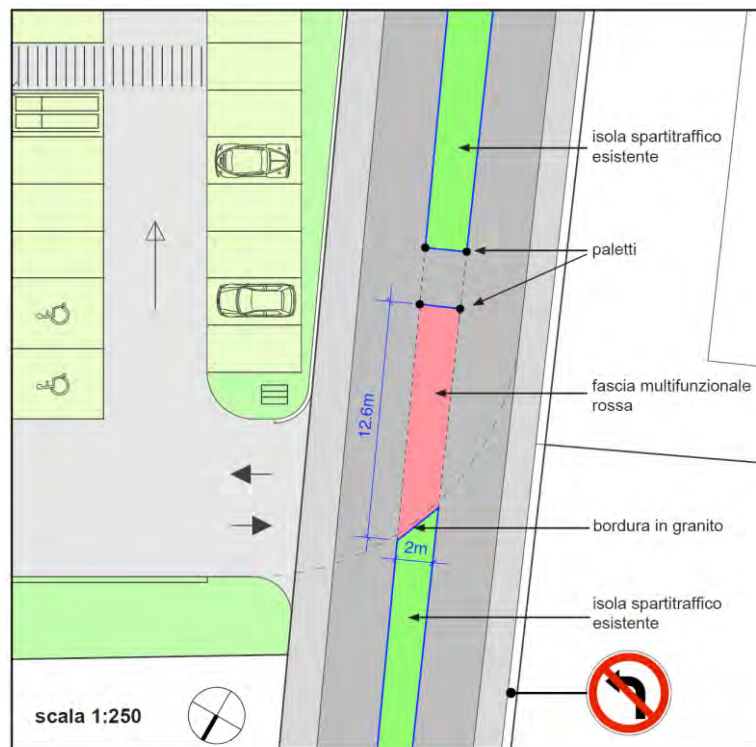 isola spartitraffico
esistente
paletti
12.6m
fascia multifunzionale
rossa
bordura in granito
2m
isola spartitraffico
esistente
scala 1:250